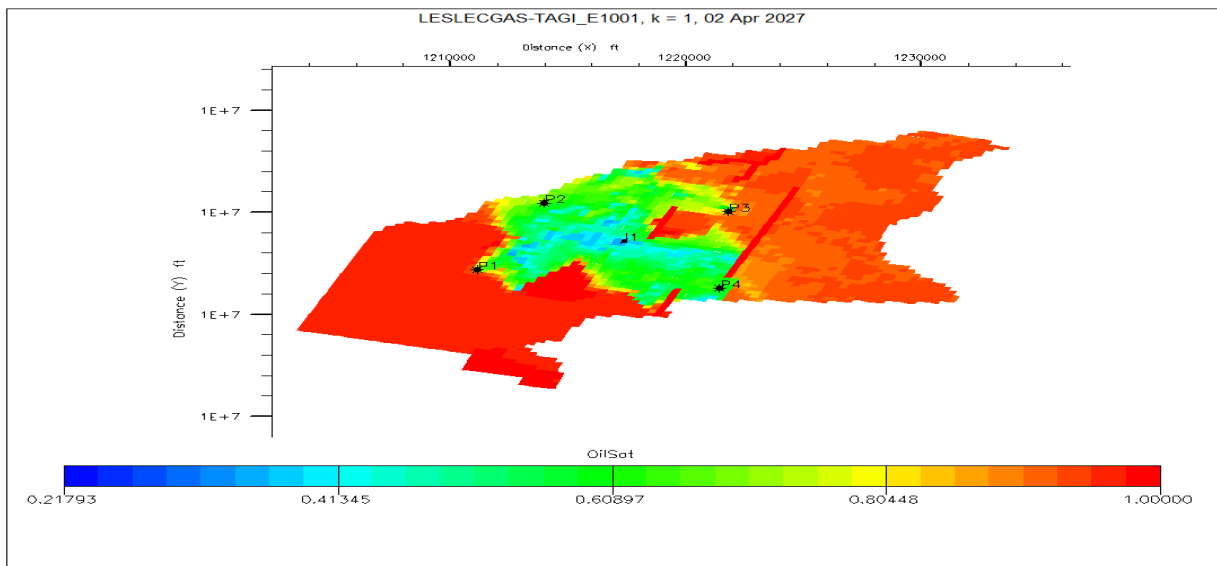 LESLECGAS-TAGI_E1001, k = 1, 02 Apr 2027
Distance (X) ft
1210000 1220000 1230000
1E+7
P2
1E+7
P3
I1
P1
Distance (Y) ft
P4
1E+7
1E+7
OilSat
0.21793 0.41345 0.60897 0.80448 1.00000